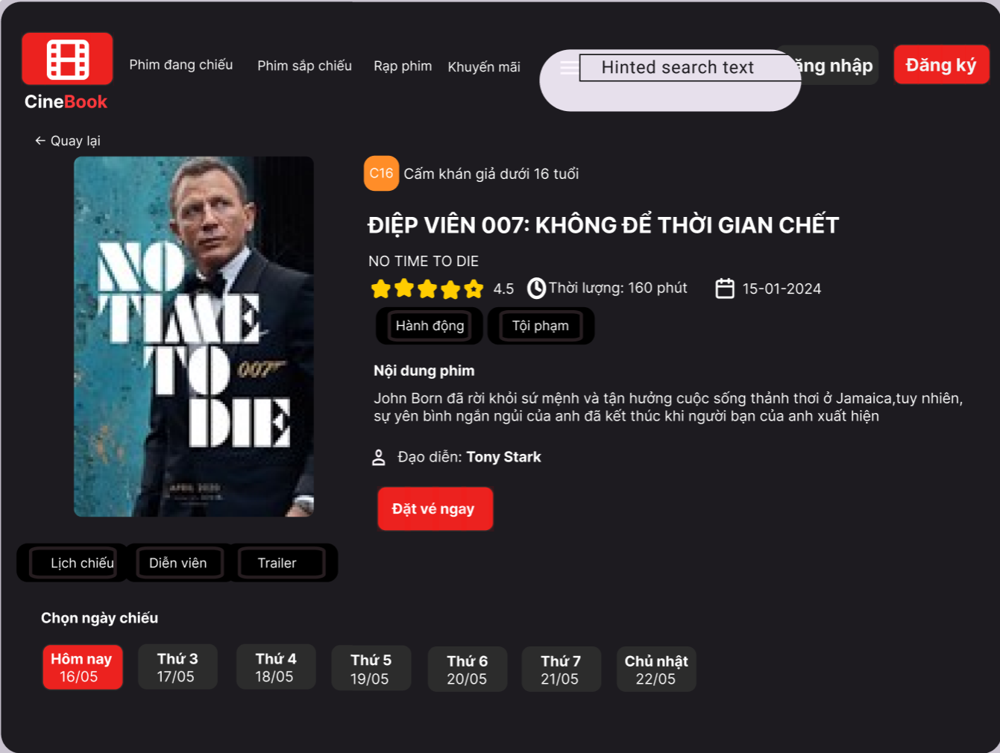 Phim đang chiếu
Phim sắp chiếu
Rạp phim
Khuyến mãi
Hinted search text
ăng nhập
Đăng ký
CineBook
← Quay lại
C16 Cấm khán giả dưới 16 tuổi
ĐIỆP VIÊN 007: KHÔNG ĐỂ THỜI GIAN CHẾT
NO TIME TO DIE
4.5
Thời lượng: 160 phút
15-01-2024
Hành động
Tội phạm
Nội dung phim
John Born đã rời khỏi sứ mệnh và tận hưởng cuộc sống thảnh thơi ở Jamaica,tuy nhiên,
sự yên bình ngắn ngủi của anh đã kết thúc khi người bạn của anh xuất hiện
Đạo diễn: Tony Stark
Đặt vé ngay
NO
TIME
TO
007
DIE
APRIL 2020
Lịch chiếu
Diễn viên
Trailer
Chọn ngày chiếu
Hôm nay
16/05
Thứ 3
17/05
Thứ 4
18/05
Thứ 5
19/05
Thứ 6
20/05
Thứ 7
21/05
Chủ nhật
22/05